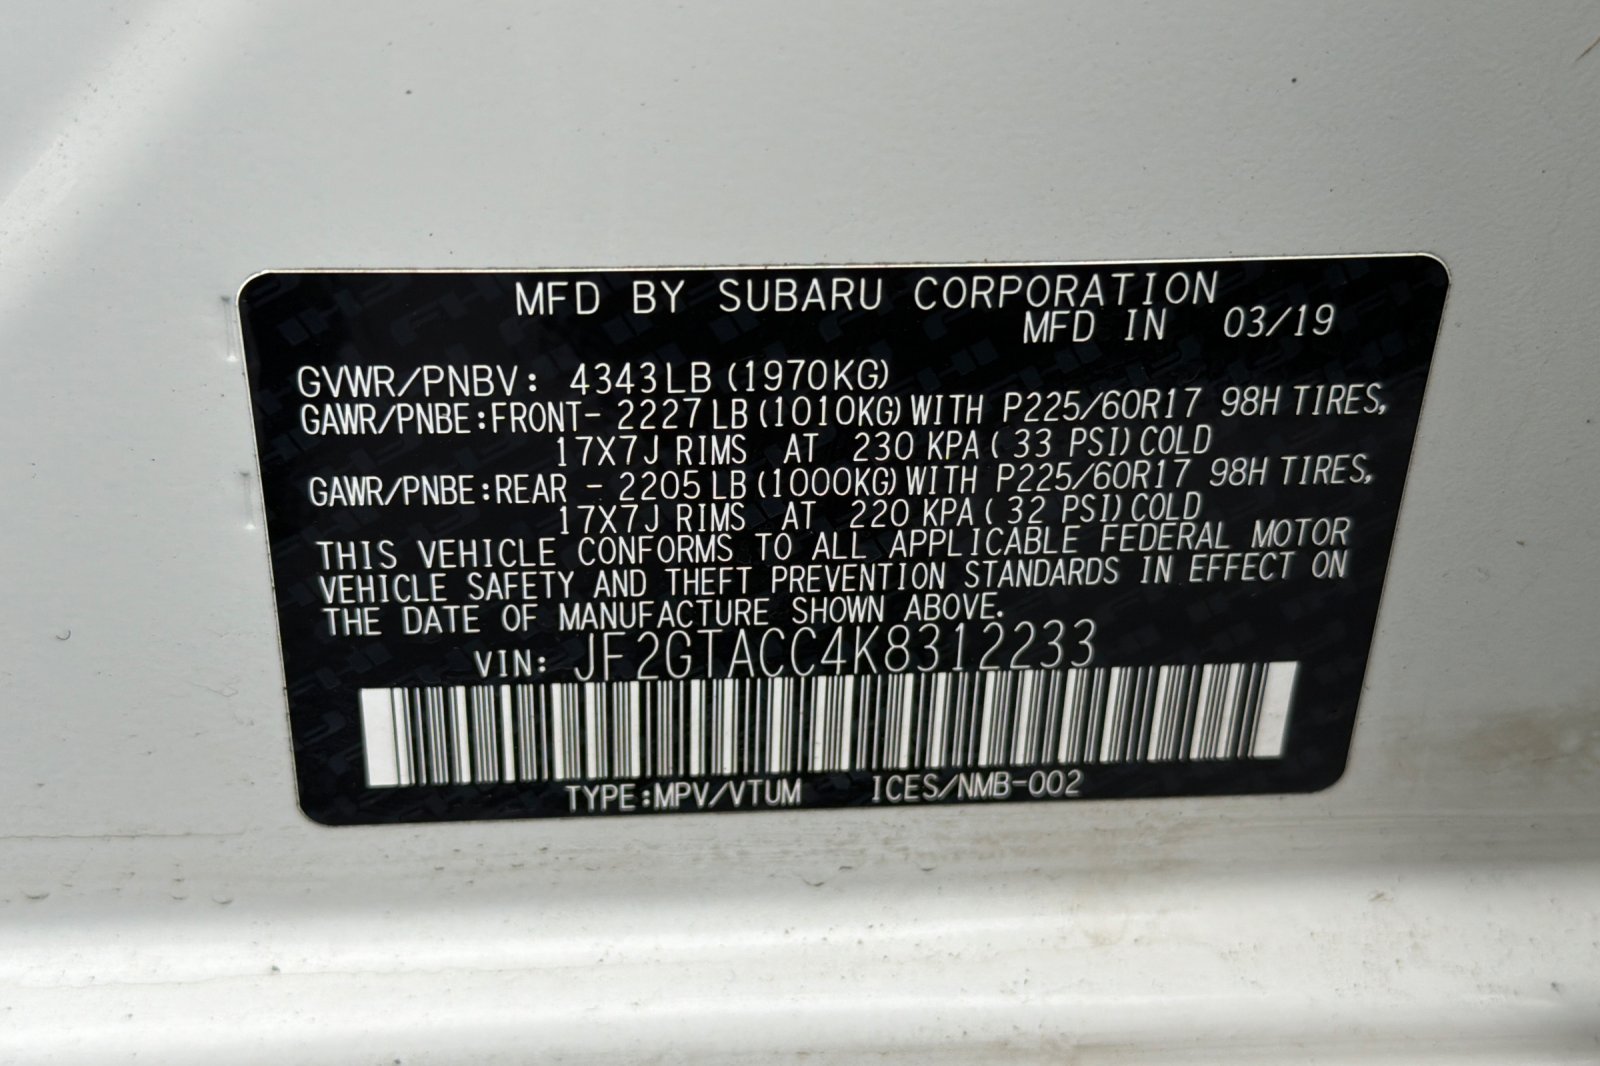 MFD BY SUBARU CORPORATION
MFD IN 03/19
GVWR/PNBV: 4343LB (1970KG)
GAWR/PNBE:FRONT- 2227LB (1010KG) WITH P225/60R17 98H TIRES,
17X7J RIMS AT 230 KPA ( 33 PSI) COLD
GAWR/PNBE:REAR - 2205LB (1000KG) WITH P225/60R17 98H TIRES,
17X7J RIMS AT 220 KPA ( 32 PSI) COLD
THIS VEHICLE CONFORMS TO ALL APPLICABLE FEDERAL MOTOR
VEHICLE SAFETY AND THEFT PREVENTION STANDARDS IN EFFECT ON
THE DATE OF MANUFACTURE SHOWN ABOVE.
VIN: JF2GTACC4K8312233
TYPE:MPV/VTUM ICES/NMB-002